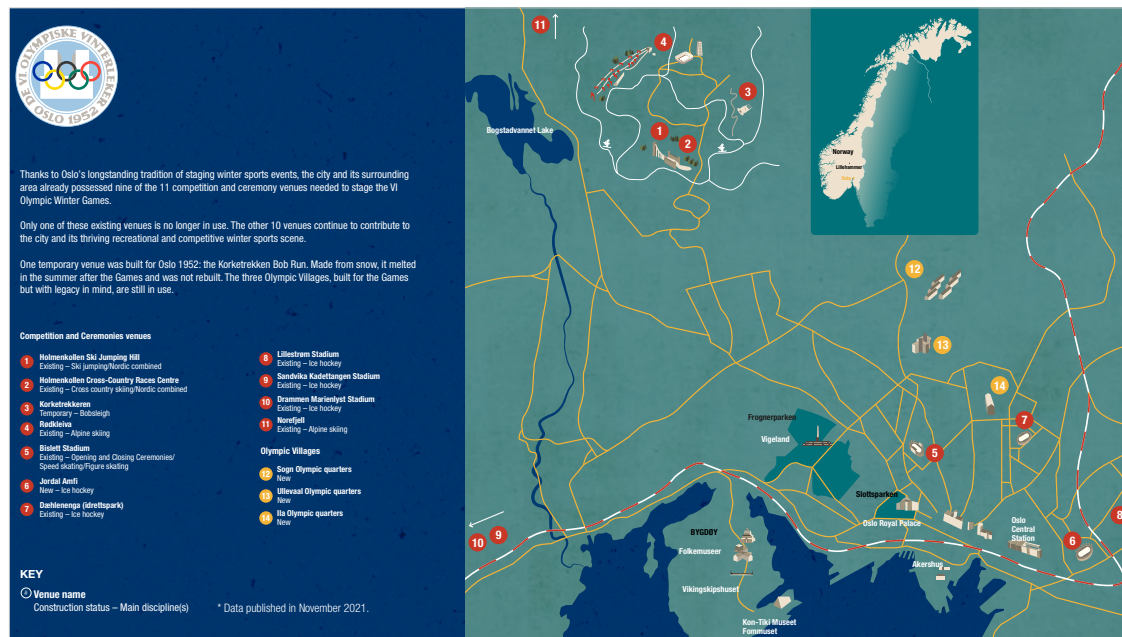 DE VI. OLYMPISKE VINTERLEKER
OSLO 1952
Thanks to Oslo's longstanding tradition of staging winter sports events, the city and its surrounding
area already possessed nine of the 11 competition and ceremony venues needed to stage the VI
Olympic Winter Games.
Only one of these existing venues is no longer in use. The other 10 venues continue to contribute to
the city and its thriving recreational and competitive winter sports scene.
One temporary venue was built for Oslo 1952: the Korketrekken Bob Run. Made from snow, it melted
in the summer after the Games and was not rebuilt. The three Olympic Villages, built for the Games
but with legacy in mind, are still in use.
Competition and Ceremonies venues
1 Holmenkollen Ski Jumping Hill
Existing – Ski jumping/Nordic combined
2 Holmenkollen Cross-Country Races Centre
Existing – Cross country skiing/Nordic combined
3 Korketrekkeren
Temporary – Bobsleigh
4 Rødkleiva
Existing – Alpine skiing
5 Bislett Stadium
Existing – Opening and Closing Ceremonies/
Speed skating/Figure skating
6 Jordal Amfi
New – Ice hockey
7 Dæhlenenga (idrettspark)
Existing – Ice hockey
8 Lillestrøm Stadium
Existing – Ice hockey
9 Sandvika Kadettangen Stadium
Existing – Ice hockey
10 Drammen Marienlyst Stadium
Existing – Ice hockey
11 Norefjell
Existing – Alpine skiing
Olympic Villages
12 Sogn Olympic quarters
New
13 Ullevaal Olympic quarters
New
14 Ila Olympic quarters
New
KEY
# Venue name
Construction status – Main discipline(s)
* Data published in November 2021.
11
4
3
1
2
Bogstadvannet Lake
Norway
Lillehammer
Oslo
12
13
14
Frognerparken
Vigeland
7
5
Slottsparken
Oslo Royal Palace
Oslo
Central
Station
8
9
10
6
BYGDØY
Folkemuseer
Akershus
Vikingskipshuset
Kon-Tiki Museet
Fommuset